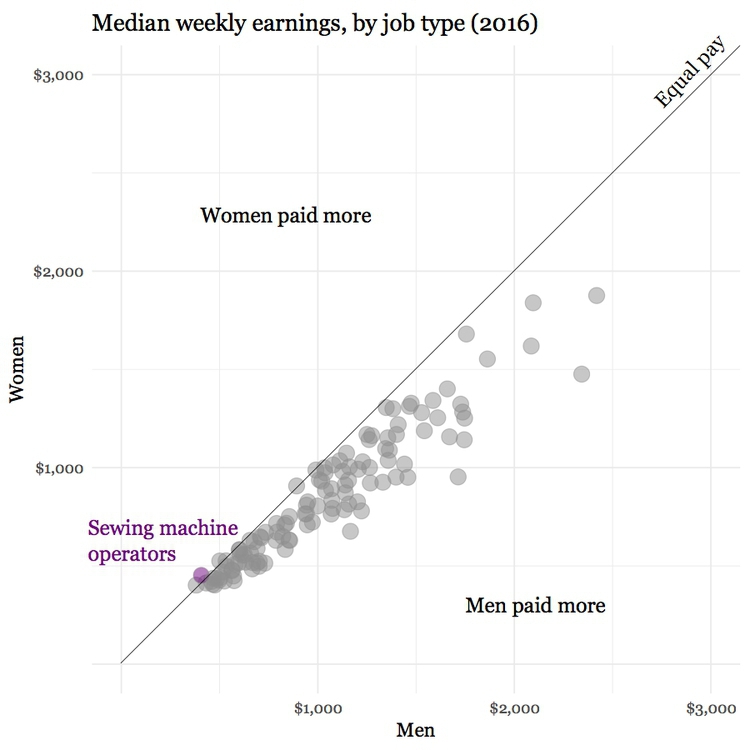 Median weekly earnings, by job type (2016)
Equal pay
$3,000
Women paid more
$2,000
Women
$1,000
Sewing machine
operators
Men paid more
$1,000
$2,000
$3,000
Men